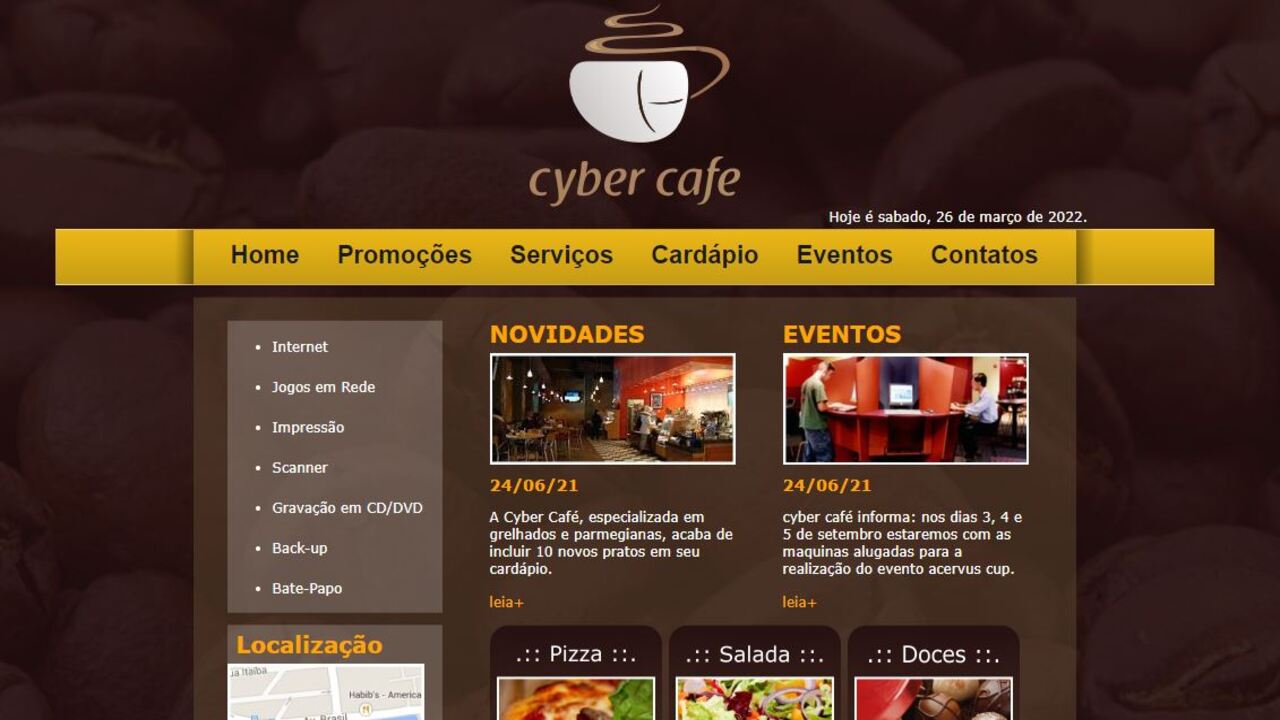 cyber cafe
Hoje é sabado, 26 de março de 2022.
Home Promoções Serviços Cardápio Eventos Contatos
Internet
Jogos em Rede
Impressão
Scanner
Gravação em CD/DVD
Back-up
Bate-Papo
Localização
ua Itaíba
Habib's - America
Av. Brasil
NOVIDADES
24/06/21
A Cyber Café, especializada em
grelhados e parmegianas, acaba de
incluir 10 novos pratos em seu
cardápio.
leia+
EVENTOS
24/06/21
cyber café informa: nos dias 3, 4 e
5 de setembro estaremos com as
maquinas alugadas para a
realização do evento acervus cup.
leia+
.:: Pizza ::.
.:: Salada ::.
.:: Doces ::.